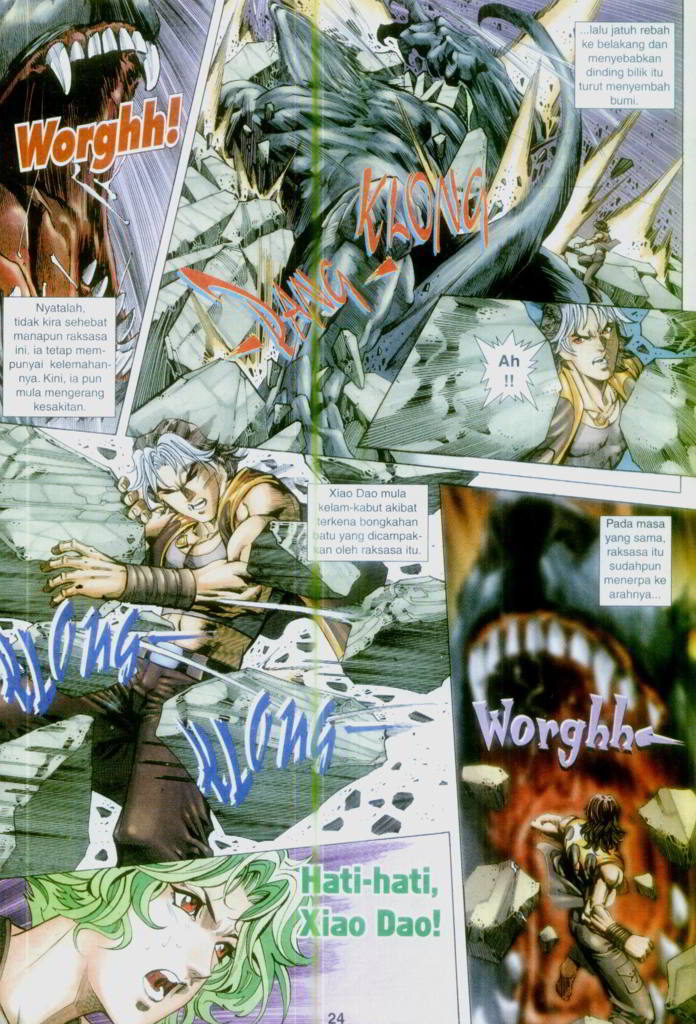 Worghh!
Nyatalah,
tidak kira sehebat
manapun raksasa
ini, ia tetap mem-
punyai kelemahan-
nya. Kini, ia pun
mula mengerang
kesakitan.
...lalu jatuh rebah
ke belakang dan
menyebabkan
dinding bilik itu
turut menyembah
bumi.
KLONG
PANG
Ah
!!
Xiao Dao mula
kelam-kabut akibat
terkena bongkahan
batu yang dicampak-
kan oleh raksasa itu.
KLONG
KLONG
Pada masa
yang sama,
raksasa itu
sudahpun
menerpa ke
arahnya...
Worghh
Hati-hati,
Xiao Dao!
24